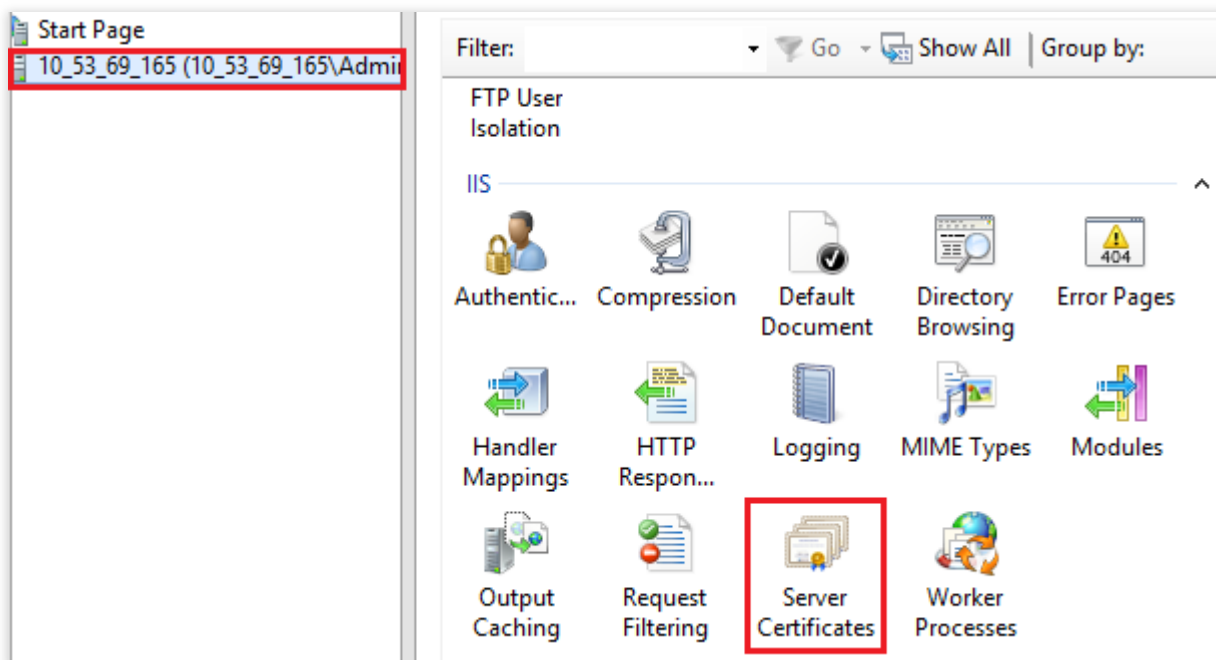 Start Page
10_53_69_165 (10_53_69_165\Admi
Filter:
Go
Show All
Group by:
FTP User
Isolation
IIS
Authentic...
Compression
Default
Document
Directory
Browsing
404
Error Pages
Handler
Mappings
HTTP
Respon...
Logging
MIME Types
Modules
Output
Caching
Request
Filtering
Server
Certificates
Worker
Processes